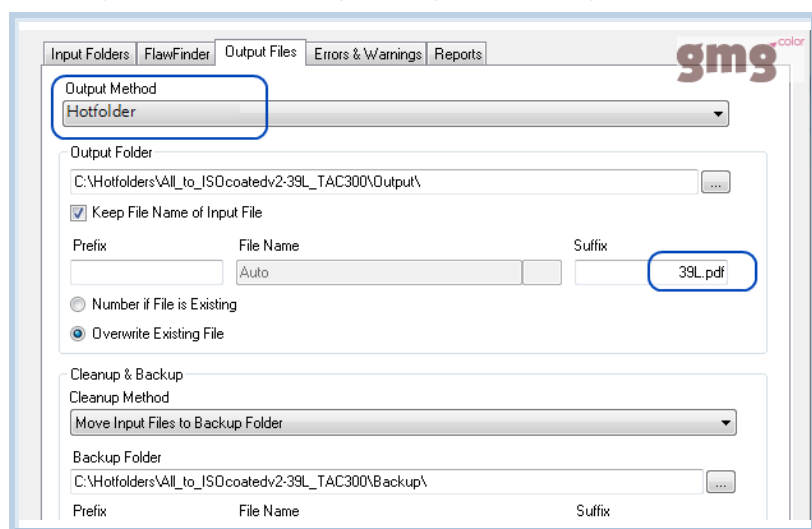 gmg color
Input Folders FlawFinder Output Files Errors & Warnings Reports
Output Method
Hotfolder
Output Folder
C:\Hotfolders\All_to_ISOcoatedv2-39L_TAC300\Output\
...
Keep File Name of Input File
Prefix File Name Suffix
Auto 39L.pdf
Number if File is Existing
Overwrite Existing File
Cleanup & Backup
Cleanup Method
Move Input Files to Backup Folder
Backup Folder
C:\Hotfolders\All_to_ISOcoatedv2-39L_TAC300\Backup\
...
Prefix File Name Suffix